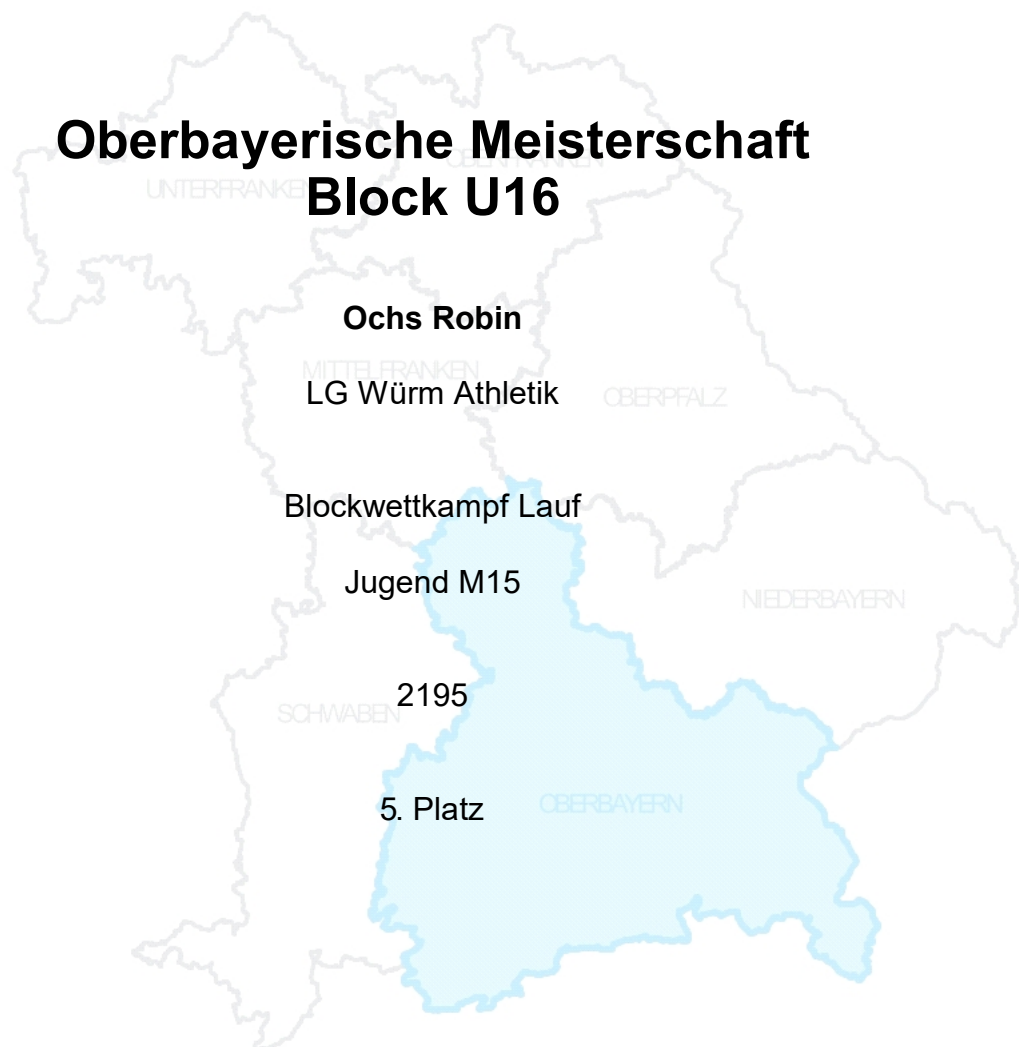 Oberbayerische Meisterschaft
OBERFRANKEN
UNTERFRANKEN
Block U16
Ochs Robin
MITTELFRANKEN
LG Würm Athletik
OBERPFALZ
Blockwettkampf Lauf
Jugend M15
NIEDERBAYERN
2195
SCHWABEN
5. Platz
OBERBAYERN